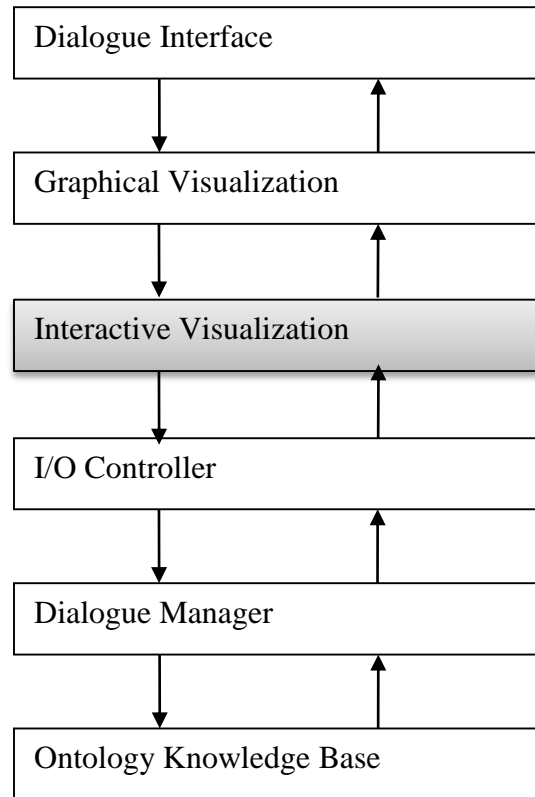 Dialogue Interface
Graphical Visualization
Interactive Visualization
I/O Controller
Dialogue Manager
Ontology Knowledge Base